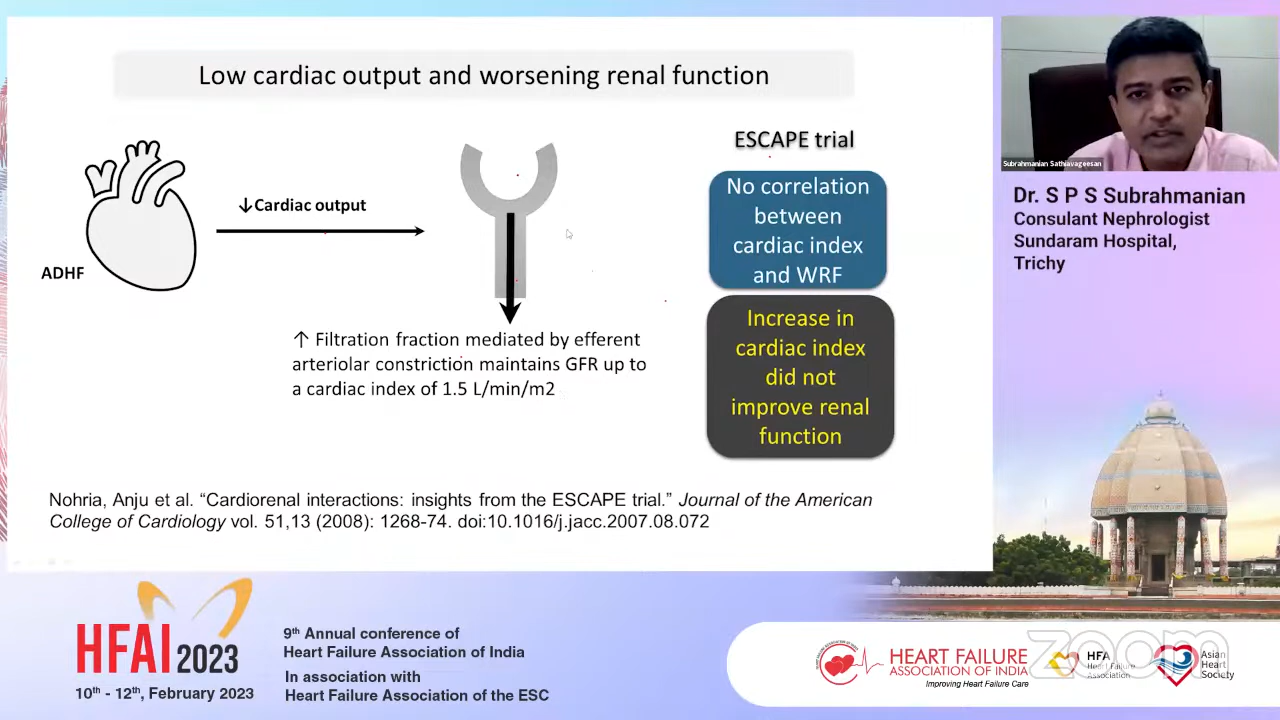 Low cardiac output and worsening renal function
ADHF
↓Cardiac output
↑ Filtration fraction mediated by efferent
arteriolar constriction maintains GFR up to
a cardiac index of 1.5 L/min/m2
ESCAPE trial
No correlation
between
cardiac index
and WRF
Increase in
cardiac index
did not
improve renal
function
Nohria, Anju et al. “Cardiorenal interactions: insights from the ESCAPE trial.” Journal of the American
College of Cardiology vol. 51,13 (2008): 1268-74. doi:10.1016/j.jacc.2007.08.072
Subrahmanian Sathiavageesan
Dr. S P S Subrahmanian
Consulant Nephrologist
Sundaram Hospital,
Trichy
HFAI 2023
10th - 12th, February 2023
9th Annual conference of
Heart Failure Association of India
In association with
Heart Failure Association of the ESC
HEART FAILURE
ASSOCIATION OF INDIA
Improving Heart Failure Care
zoom
HFA
Heart Failure
Association
Asian
Heart
Society